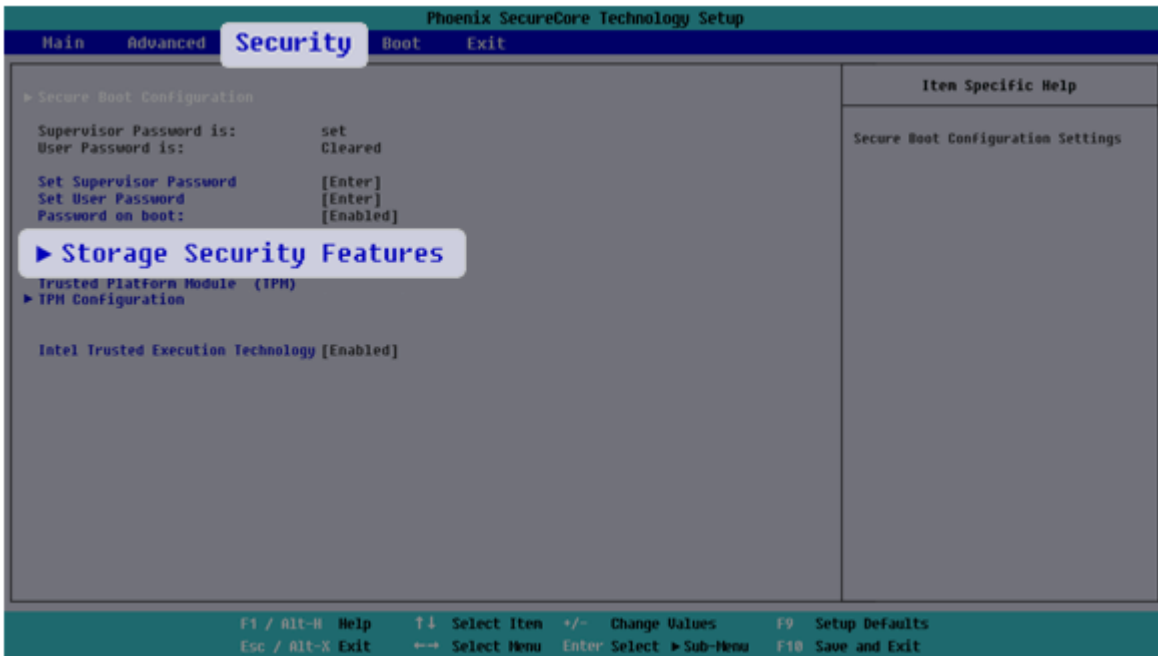 Phoenix SecureCore Technology Setup
Main Advanced Security Boot Exit
▶ Secure Boot Configuration
Item Specific Help
Supervisor Password is: set
User Password is: Cleared
Secure Boot Configuration Settings
Set Supervisor Password [Enter]
Set User Password [Enter]
Password on boot: [Enabled]
▶ Storage Security Features
Trusted Platform Module (TPM)
▶ TPM Configuration
Intel Trusted Execution Technology [Enabled]
F1 / Alt-H Help ↑↓ Select Item +/- Change Values F9 Setup Defaults
Esc / Alt-X Exit ←→ Select Menu Enter Select ▶ Sub-Menu F10 Save and Exit